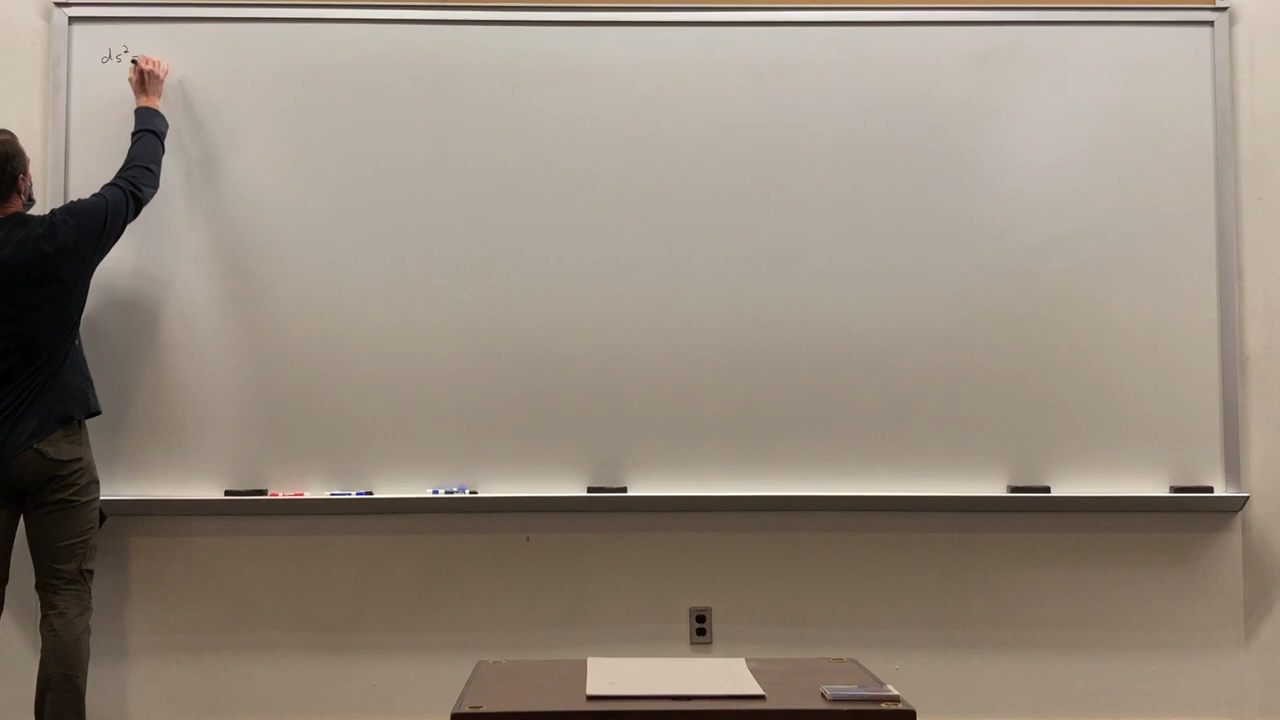 ds² =